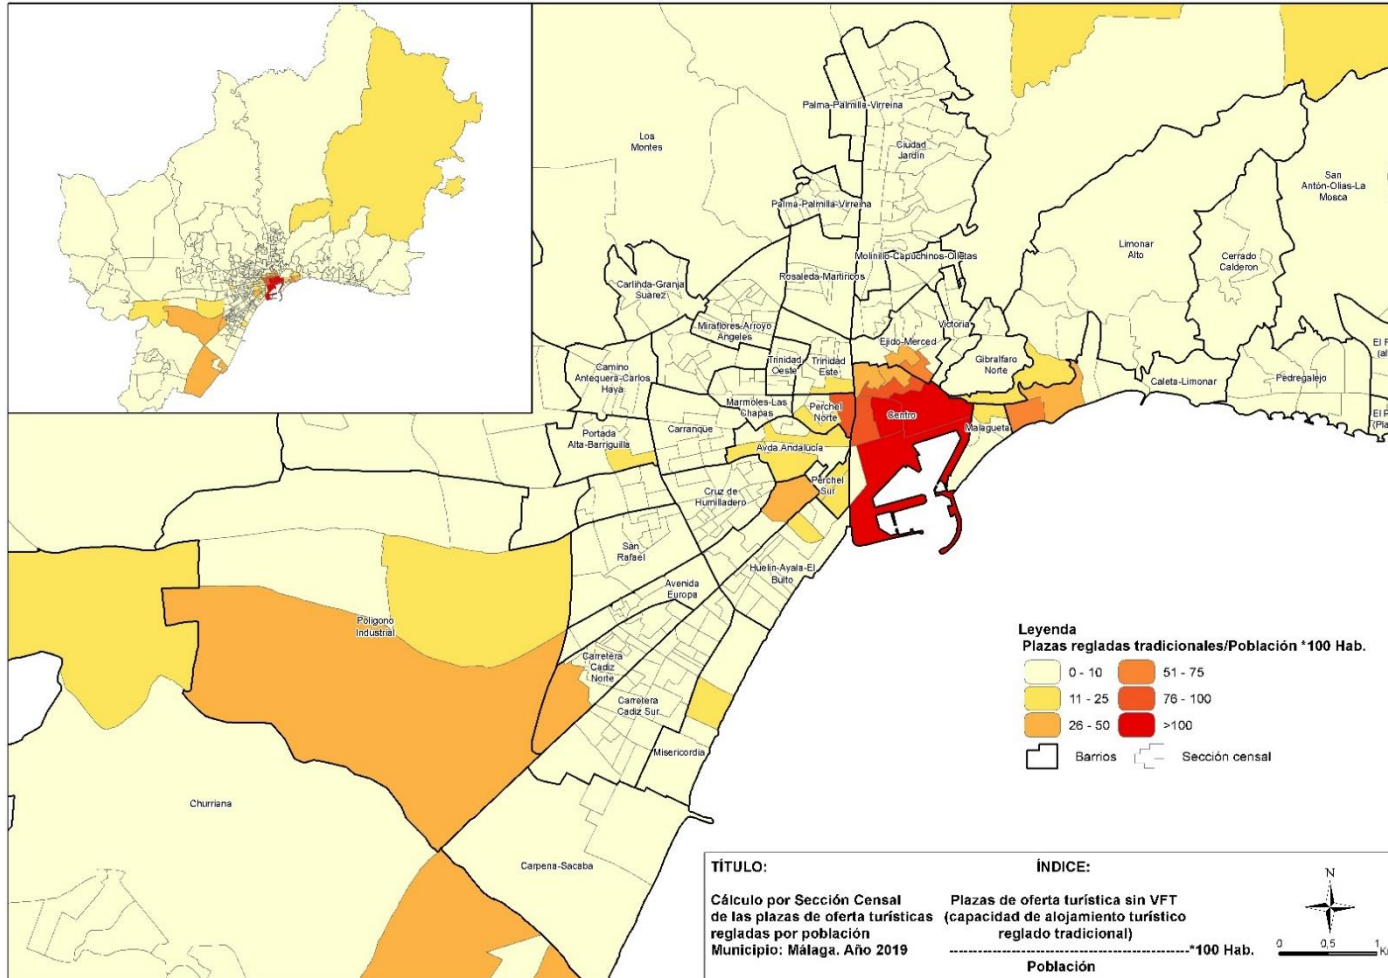 Palma-Palmilla-Virreina
Los
Montes
Ciudad
Jardín
San
Antón-Olias-La
Mosca
Palma-Palmilla-Virreina
Limonar
Alto
Cerrado
Calderon
Molinillo-Capuchinos-Olletas
Rosaleda-Martiricos
Carlinda-Granja
Suarez
Miraflores-Arroyo
Angeles
Victoria
Ejido-Merced
Gibralfaro
Norte
Trinidad
Oeste
Trinidad
Este
Camino
Antequera-Carlos
Haya
Caleta-Limonar
Pedregalejo
Marmoles-Las
Chapas
Perchel
Norte
Centro
Malagueta
Portada
Alta-Barriguilla
Carranque
Avda.Andalucía
Perchel
Sur
Cruz de
Humilladero
San
Rafael
Huelin-Ayala-El
Bulto
Avenida
Europa
Polígono
Industrial
Carretera
Cadiz
Norte
Carretera
Cadiz Sur
Misericordia
Churriana
Carpena-Sacaba
Leyenda
Plazas regladas tradicionales/Población *100 Hab.
0 - 10
51 - 75
11 - 25
76 - 100
26 - 50
>100
Barrios
Sección censal
TÍTULO:
Cálculo por Sección Censal
de las plazas de oferta turísticas
regladas por población
Municipio: Málaga. Año 2019
ÍNDICE:
Plazas de oferta turística sin VFT
(capacidad de alojamiento turístico
reglado tradicional)
----------------------------------------*100 Hab.
Población
N
0 0,5 1